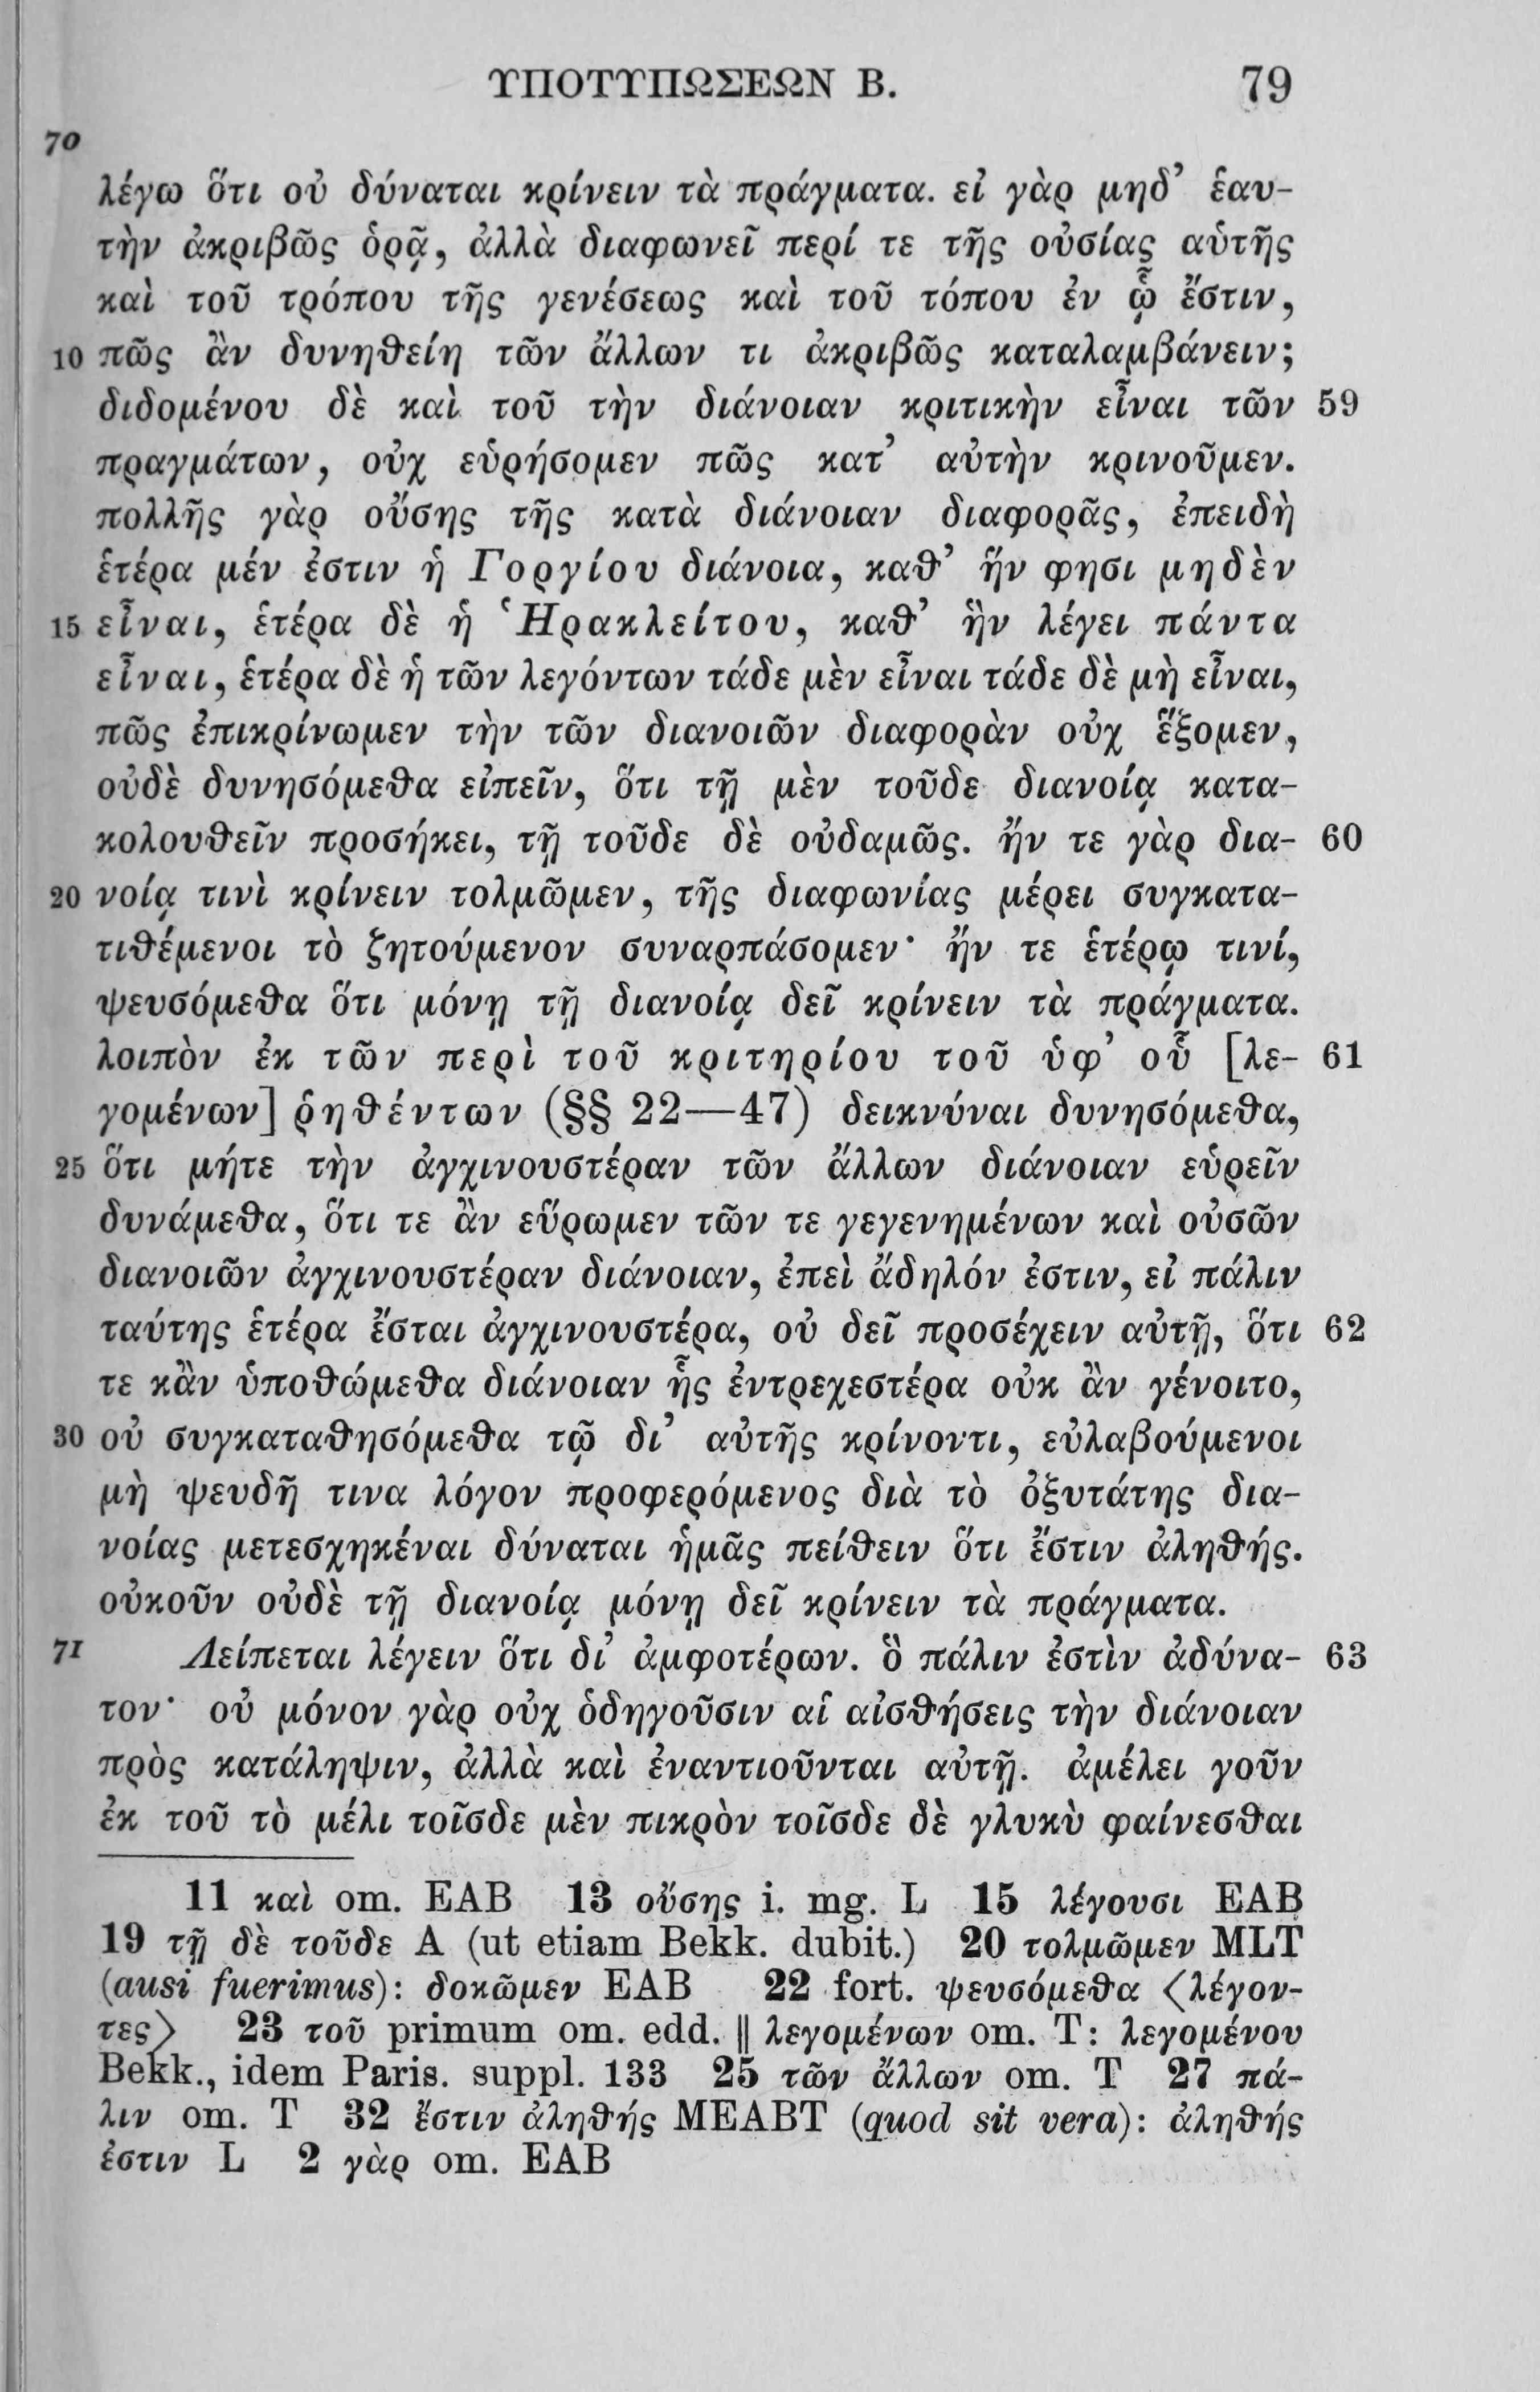 ΥΠΟΤΥΠΩΣΕΩΝ Β. 79
70
λέγω ὅτι οὐ δύναται κρίνειν τὰ πράγματα. εἰ γὰρ μηδ’ ἑαυ-
τὴν ἀκριβῶς ὁρᾷ, ἀλλὰ διαφωνεῖ περί τε τῆς οὐσίας αὑτῆς
καὶ τοῦ τρόπου τῆς γενέσεως καὶ τοῦ τόπου ἐν ᾧ ἔστιν,
10 πῶς ἂν δυνηθείη τῶν ἄλλων τι ἀκριβῶς καταλαμβάνειν;
διδομένου δὲ καὶ τοῦ τὴν διάνοιαν κριτικὴν εἶναι τῶν 59
πραγμάτων, οὐχ εὑρήσομεν πῶς κατ’ αὐτὴν κρινοῦμεν.
πολλῆς γὰρ οὔσης τῆς κατὰ διάνοιαν διαφορᾶς, ἐπειδὴ
ἑτέρα μέν ἐστιν ἡ Γοργίου διάνοια, καθ’ ἥν φησι μηδὲν
15 εἶναι, ἑτέρα δὲ ἡ Ἡρακλείτου, καθ’ ἣν λέγει πάντα
εἶναι, ἑτέρα δὲ ἡ τῶν λεγόντων τάδε μὲν εἶναι τάδε δὲ μὴ εἶναι,
πῶς ἐπικρίνωμεν τὴν τῶν διανοιῶν διαφορὰν οὐχ ἕξομεν,
οὐδὲ δυνησόμεθα εἰπεῖν, ὅτι τῇ μὲν τοῦδε διανοίᾳ κατα-
κολουθεῖν προσήκει, τῇ τοῦδε δὲ οὐδαμῶς. ἤν τε γὰρ δια- 60
20 νοίᾳ τινὶ κρίνειν τολμῶμεν, τῆς διαφωνίας μέρει συγκατα-
τιθέμενοι τὸ ζητούμενον συναρπάσομεν· ἤν τε ἑτέρῳ τινί,
ψευσόμεθα ὅτι μόνῃ τῇ διανοίᾳ δεῖ κρίνειν τὰ πράγματα.
λοιπὸν ἐκ τῶν περὶ τοῦ κριτηρίου τοῦ ὑφ’ οὗ [λε- 61
γομένων] ῥηθέντων (§§ 22—47) δεικνύναι δυνησόμεθα,
25 ὅτι μήτε τὴν ἀγχινουστέραν τῶν ἄλλων διάνοιαν εὑρεῖν
δυνάμεθα, ὅτι τε ἂν εὕρωμεν τῶν τε γεγενημένων καὶ οὐσῶν
διανοιῶν ἀγχινουστέραν διάνοιαν, ἐπεὶ ἄδηλόν ἐστιν, εἰ πάλιν
ταύτης ἑτέρα ἔσται ἀγχινουστέρα, οὐ δεῖ προσέχειν αὐτῇ, ὅτι 62
τε κἂν ὑποθώμεθα διάνοιαν ἧς ἐντρεχεστέρα οὐκ ἂν γένοιτο,
30 οὐ συγκαταθησόμεθα τῷ δι’ αὐτῆς κρίνοντι, εὐλαβούμενοι
μὴ ψευδῆ τινα λόγον προφερόμενος διὰ τὸ ὀξυτάτης δια-
νοίας μετεσχηκέναι δύναται ἡμᾶς πείθειν ὅτι ἔστιν ἀληθής.
οὐκοῦν οὐδὲ τῇ διανοίᾳ μόνῃ δεῖ κρίνειν τὰ πράγματα.
71 Λείπεται λέγειν ὅτι δι’ ἀμφοτέρων. ὃ πάλιν ἐστὶν ἀδύνα- 63
τον· οὐ μόνον γὰρ οὐχ ὁδηγοῦσιν αἱ αἰσθήσεις τὴν διάνοιαν
πρὸς κατάληψιν, ἀλλὰ καὶ ἐναντιοῦνται αὐτῇ. ἀμέλει γοῦν
ἐκ τοῦ τὸ μέλι τοῖσδε μὲν πικρὸν τοῖσδε δὲ γλυκὺ φαίνεσθαι
11 καὶ om. EAB 13 οὔσης i. mg. L 15 λέγουσι EAB
19 τῇ δὲ τοῦδε A (ut etiam Bekk. dubit.) 20 τολμῶμεν MLT
(ausi fuerimus): δοκῶμεν EAB 22 fort. ψευσόμεθα ⟨λέγον-
τες⟩ 23 τοῦ primum om. edd. || λεγομένων om. T: λεγομένου
Bekk., idem Paris. suppl. 133 25 τῶν ἄλλων om. T 27 πά-
λιν om. T 32 ἔστιν ἀληθής MEABT (quod sit vera): ἀληθής
ἐστιν L 2 γὰρ om. EAB